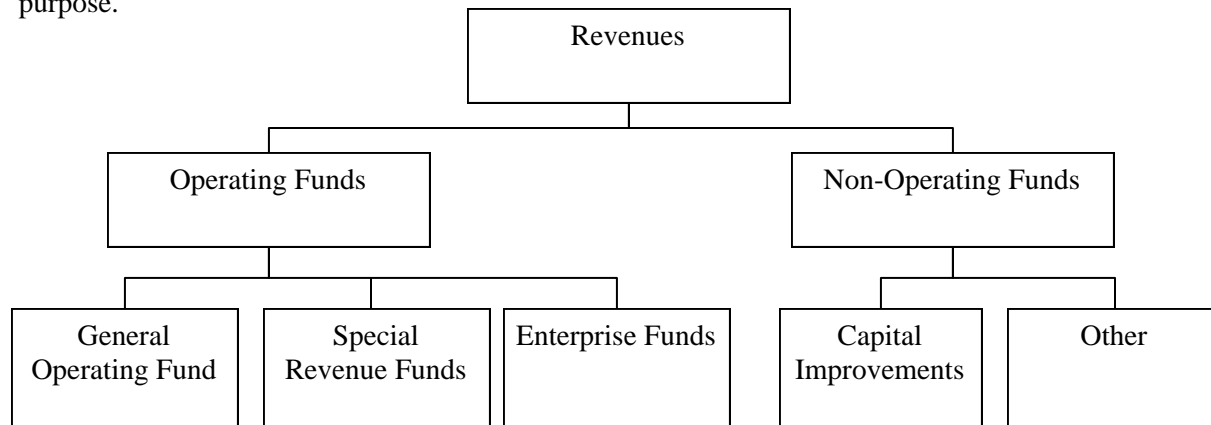 purpose.
Revenues
Operating Funds
Non-Operating Funds
General
Operating Fund
Special
Revenue Funds
Enterprise Funds
Capital
Improvements
Other